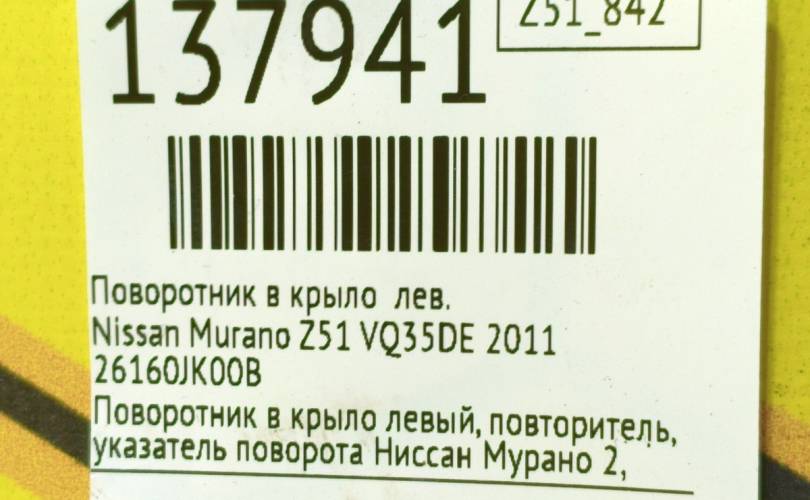 Z51_842
137941
Поворотник в крыло лев.
Nissan Murano Z51 VQ35DE 2011
26160JK00B
Поворотник в крыло левый, повторитель,
указатель поворота Ниссан Мурано 2,